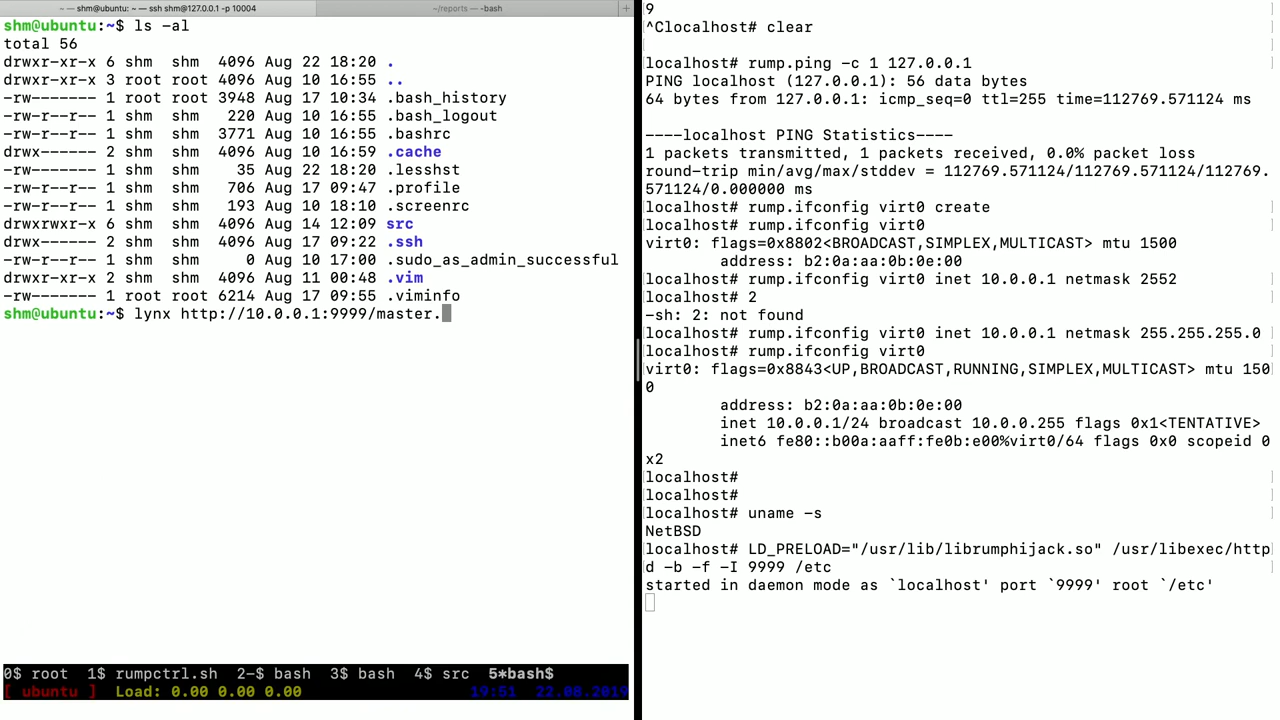 ~ — shm@ubuntu: ~ — ssh shm@127.0.0.1 -p 10004
~/reports — -bash
+
shm@ubuntu:~$ ls -al
total 56
drwxr-xr-x 6 shm  shm  4096 Aug 22 18:20 .
drwxr-xr-x 3 root root 4096 Aug 10 16:55 ..
-rw------- 1 root root 3948 Aug 17 10:34 .bash_history
-rw-r--r-- 1 shm  shm   220 Aug 10 16:55 .bash_logout
-rw-r--r-- 1 shm  shm  3771 Aug 10 16:55 .bashrc
drwx------ 2 shm  shm  4096 Aug 10 16:59 .cache
-rw-r--r-- 1 shm  shm    35 Aug 22 18:20 .lesshst
-rw-r--r-- 1 shm  shm   706 Aug 17 09:47 .profile
-rw-r--r-- 1 shm  shm   193 Aug 10 18:10 .screenrc
drwxrwxr-x 6 shm  shm  4096 Aug 14 12:09 src
drwx------ 2 shm  shm  4096 Aug 17 09:22 .ssh
-rw-r--r-- 1 shm  shm     0 Aug 10 17:00 .sudo_as_admin_successful
drwxr-xr-x 2 shm  shm  4096 Aug 11 00:48 .vim
-rw------- 1 root root 6214 Aug 17 09:55 .viminfo
shm@ubuntu:~$ lynx http://10.0.0.1:9999/master.
0$ root  1$ rumpctrl.sh  2-$ bash  3$ bash  4$ src  5*bash$
[ ubuntu ]  Load: 0.00 0.00 0.00  19:51  22.08.2019
9
^Clocalhost# clear
localhost# rump.ping -c 1 127.0.0.1
PING localhost (127.0.0.1): 56 data bytes
64 bytes from 127.0.0.1: icmp_seq=0 ttl=255 time=112769.571124 ms
----localhost PING Statistics----
1 packets transmitted, 1 packets received, 0.0% packet loss
round-trip min/avg/max/stddev = 112769.571124/112769.571124/112769.
571124/0.000000 ms
localhost# rump.ifconfig virt0 create
localhost# rump.ifconfig virt0
virt0: flags=0x8802<BROADCAST,SIMPLEX,MULTICAST> mtu 1500
address: b2:0a:aa:0b:0e:00
localhost# rump.ifconfig virt0 inet 10.0.0.1 netmask 2552
localhost# 2
-sh: 2: not found
localhost# rump.ifconfig virt0 inet 10.0.0.1 netmask 255.255.255.0
localhost# rump.ifconfig virt0
virt0: flags=0x8843<UP,BROADCAST,RUNNING,SIMPLEX,MULTICAST> mtu 150
0
address: b2:0a:aa:0b:0e:00
inet 10.0.0.1/24 broadcast 10.0.0.255 flags 0x1<TENTATIVE>
inet6 fe80::b00a:aaff:fe0b:e00%virt0/64 flags 0x0 scopeid 0
x2
localhost#
localhost#
localhost# uname -s
NetBSD
localhost# LD_PRELOAD="/usr/lib/librumphijack.so" /usr/libexec/http
d -b -f -I 9999 /etc
started in daemon mode as `localhost' port `9999' root `/etc'